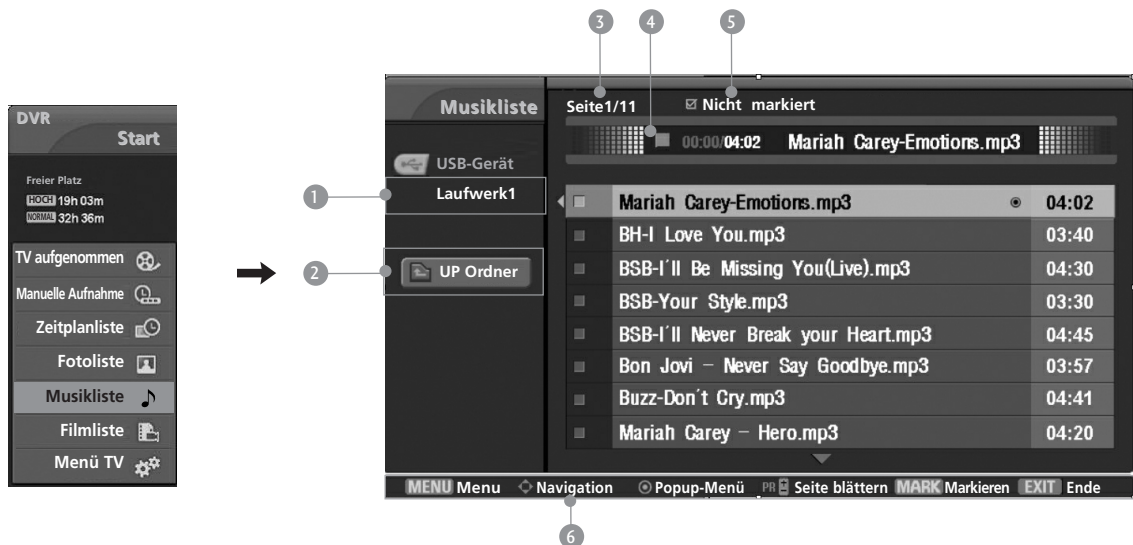 3 4 5
DVR
Start
Freier Platz
HOCH 19h 03m
NORMAL 32h 36m
TV aufgenommen
Manuelle Aufnahme
Zeitplanliste
Fotoliste
Musikliste
Filmliste
Menü TV
Musikliste
USB-Gerät
1 Laufwerk1
2 UP Ordner
Seite1/11 Nicht markiert
00:00/04:02 Mariah Carey-Emotions.mp3
Mariah Carey-Emotions.mp3 04:02
BH-I Love You.mp3 03:40
BSB-I´ll Be Missing You(Live).mp3 04:30
BSB-Your Style.mp3 03:30
BSB-I´ll Never Break your Heart.mp3 04:45
Bon Jovi – Never Say Goodbye.mp3 03:57
Buzz-Don´t Cry.mp3 04:41
Mariah Carey – Hero.mp3 04:20
MENU Menu Navigation Popup-Menü PR Seite blättern MARK Markieren EXIT Ende
6